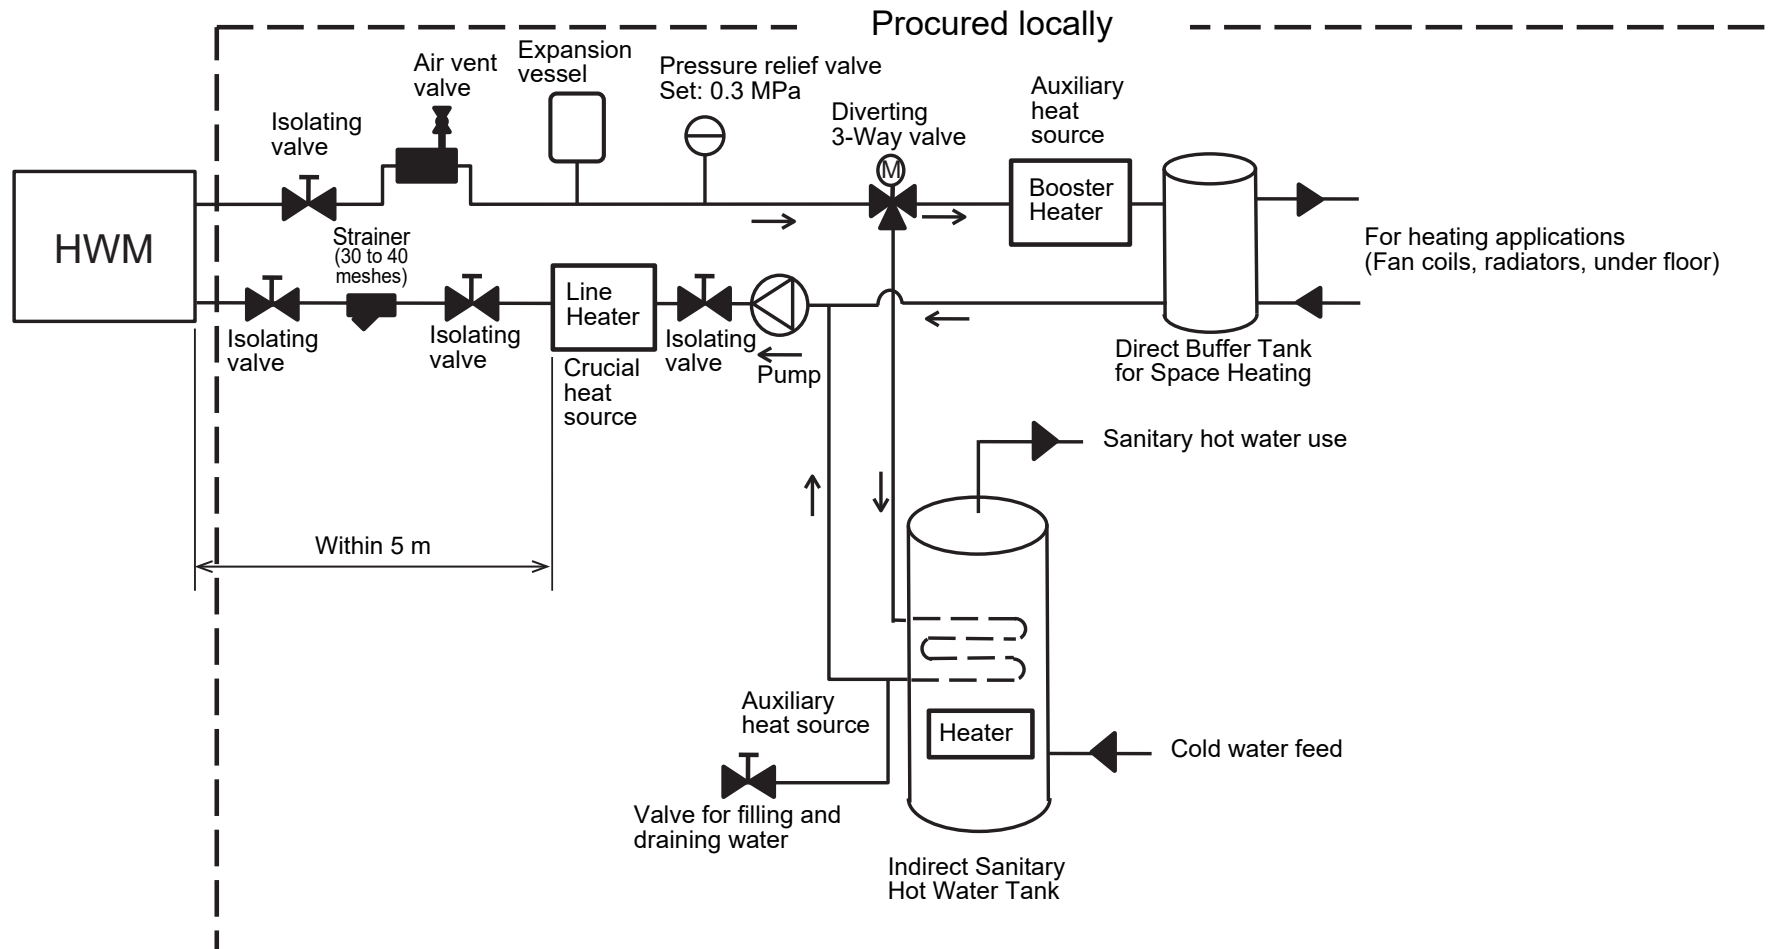 Procured locally
Air vent
valve
Expansion
vessel
Pressure relief valve
Set: 0.3 MPa
Diverting
3-Way valve
M
Auxiliary
heat
source
Isolating
valve
HWM
Booster
Heater
For heating applications
(Fan coils, radiators, under floor)
Strainer
(30 to 40
meshes)
Line
Heater
Isolating
valve
Isolating
valve
Isolating
valve
Crucial
heat
source
Pump
Direct Buffer Tank
for Space Heating
Sanitary hot water use
Within 5 m
Auxiliary
heat source
Heater
Cold water feed
Valve for filling and
draining water
Indirect Sanitary
Hot Water Tank